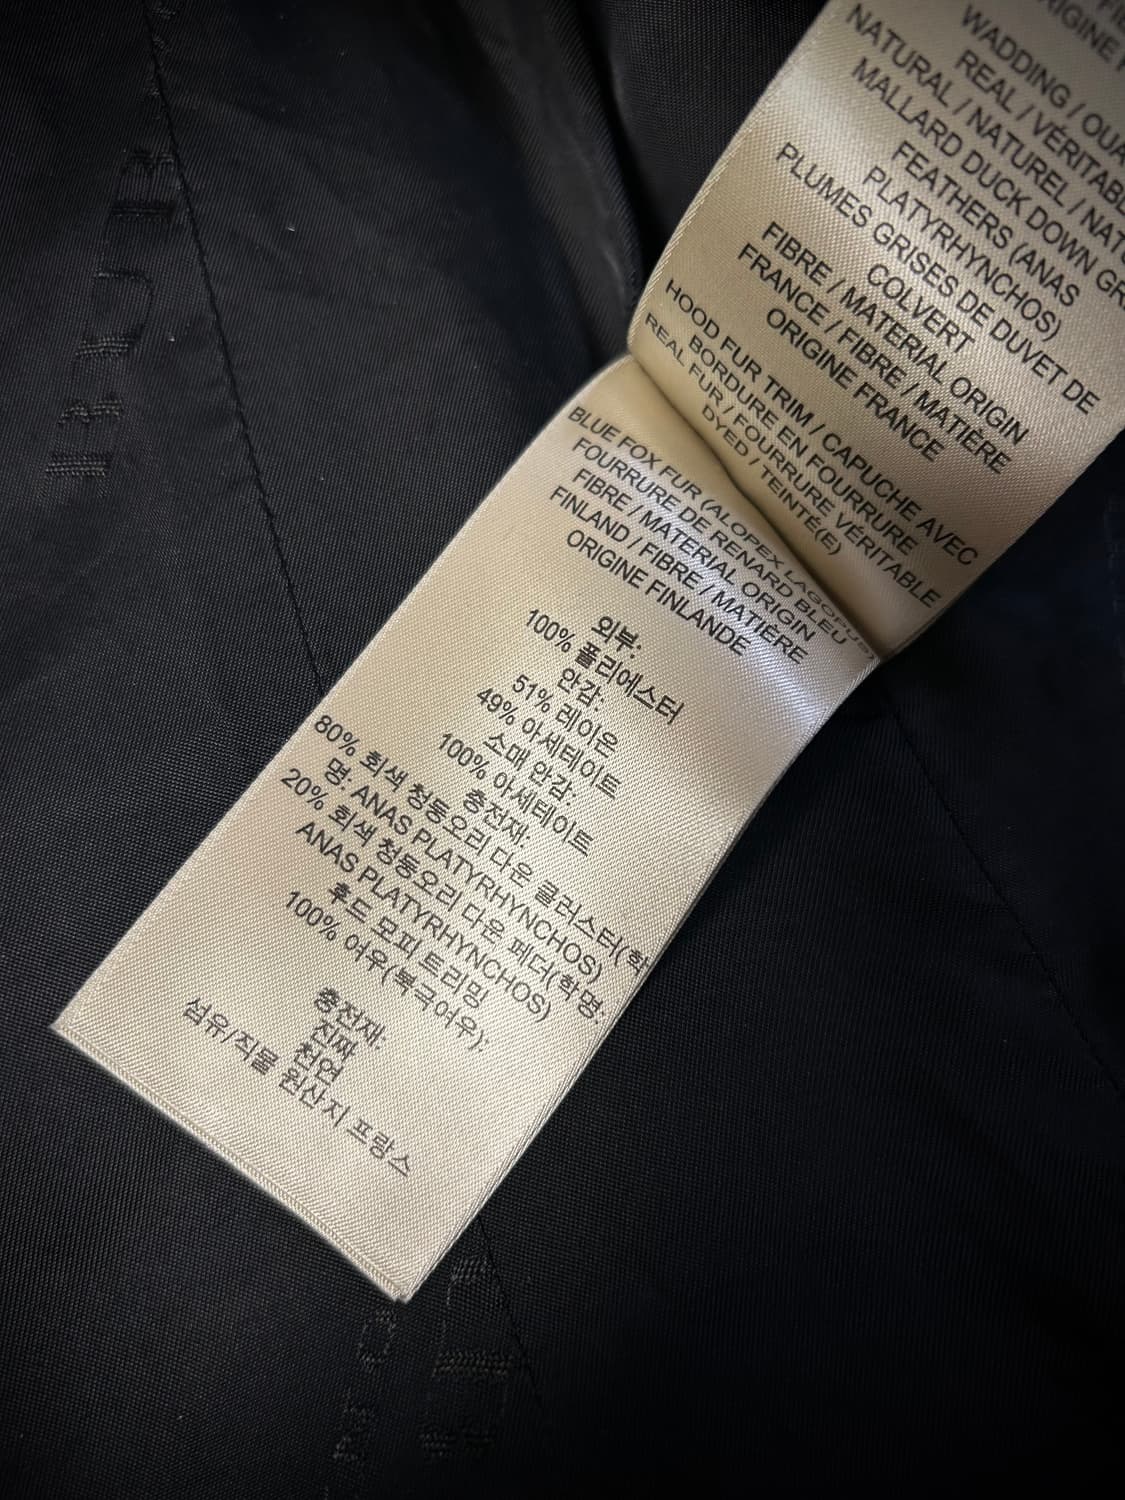 FI
ORIGINE F
WADDING / OUA
REAL / VÉRITABL
NATURAL / NATUREL / NAT
MALLARD DUCK DOWN GR
FEATHERS (ANAS
PLATYRHYNCHOS)
PLUMES GRISES DE DUVET DE
COLVERT
FIBRE / MATERIAL ORIGIN
FRANCE / FIBRE / MATIÈRE
ORIGINE FRANCE
HOOD FUR TRIM / CAPUCHE AVEC
BORDURE EN FOURRURE
REAL FUR / FOURRURE VÉRITABLE
DYED / TEINTÉ(E)
BLUE FOX FUR (ALOPEX LAGOPUS)
FOURRURE DE RENARD BLEU
FIBRE / MATERIAL ORIGIN
FINLAND / FIBRE / MATIÈRE
ORIGINE FINLANDE
외부:
100% 폴리에스터
안감:
51% 레이온
49% 아세테이트
소매 안감:
100% 아세테이트
충전재:
80% 회색 청둥오리 다운 클러스터(학
명: ANAS PLATYRHYNCHOS)
20% 회색 청둥오리 다운 페더(학명:
ANAS PLATYRHYNCHOS)
후드 모피 트리밍
100% 여우(북극여우):
충전재:
진짜
천연
섬유/직물 원산지 프랑스